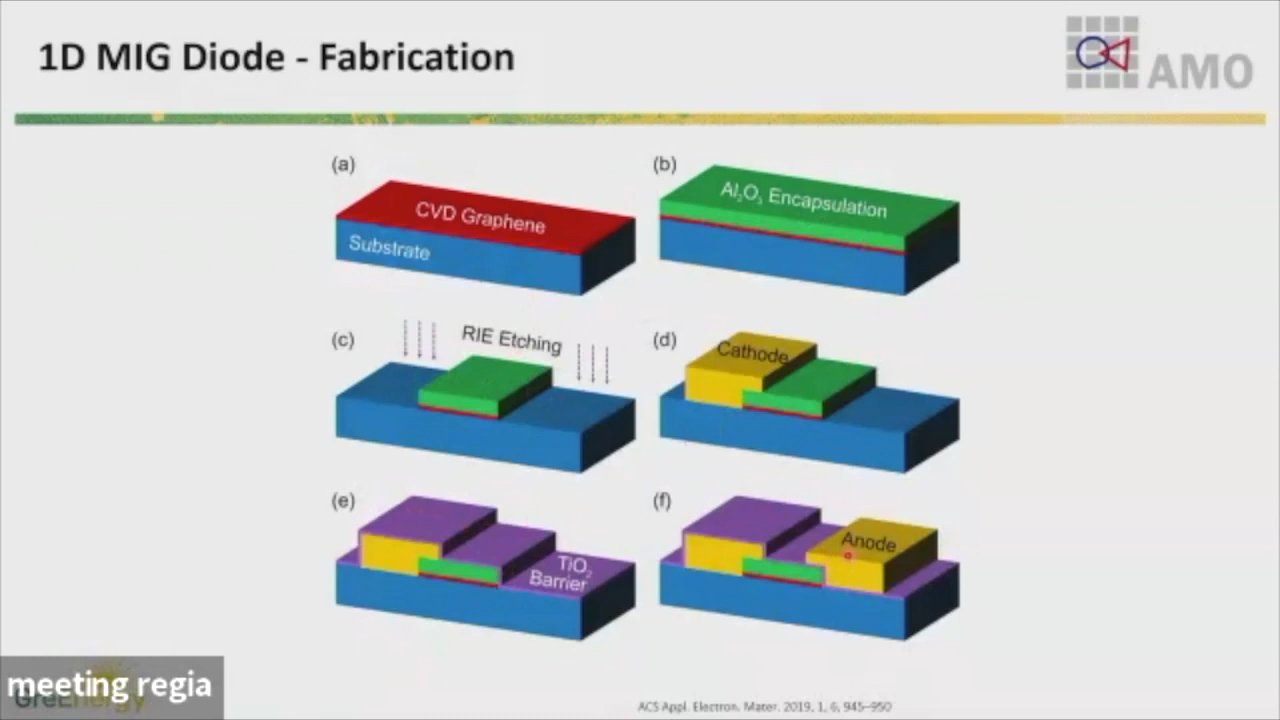 1D MIG Diode - Fabrication
AMO
(a)
CVD Graphene
Substrate
(b)
Al₂O₃ Encapsulation
(c)
RIE Etching
(d)
Cathode
(e)
TiO₂
Barrier
(f)
Anode
meeting regia
GreEnergy
ACS Appl. Electron. Mater. 2019, 1, 6, 945–950